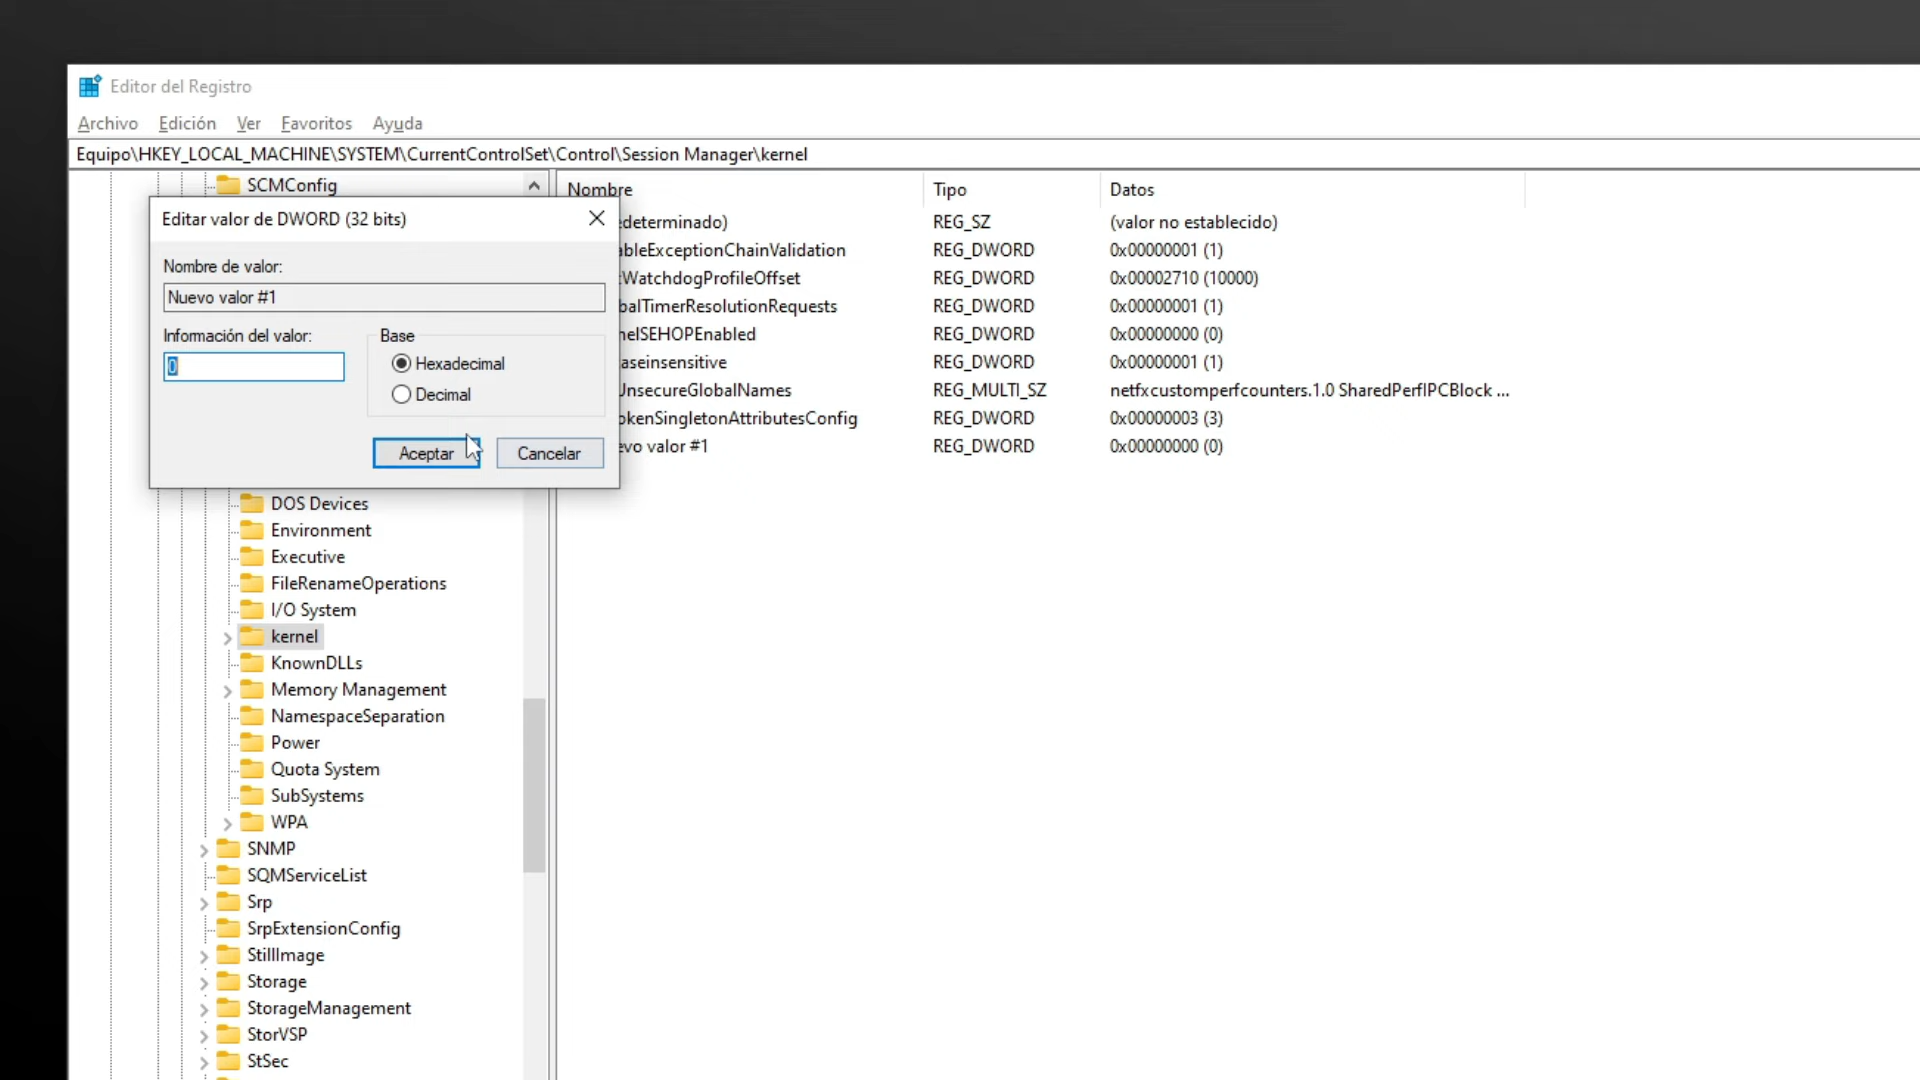 Editor del Registro
Archivo Edición Ver Favoritos Ayuda
Equipo\HKEY_LOCAL_MACHINE\SYSTEM\CurrentControlSet\Control\Session Manager\kernel
SCMConfig
Editar valor de DWORD (32 bits)
Nombre de valor:
Nuevo valor #1
Información del valor:
0
Base
Hexadecimal
Decimal
Aceptar Cancelar
DOS Devices
Environment
Executive
FileRenameOperations
I/O System
kernel
KnownDLLs
Memory Management
NamespaceSeparation
Power
Quota System
SubSystems
WPA
SNMP
SQMServiceList
Srp
SrpExtensionConfig
StillImage
Storage
StorageManagement
StorVSP
StSec
Nombre Tipo Datos
edeterminado) REG_SZ (valor no establecido)
ableExceptionChainValidation REG_DWORD 0x00000001 (1)
WatchdogProfileOffset REG_DWORD 0x00002710 (10000)
balTimerResolutionRequests REG_DWORD 0x00000001 (1)
nelSEHOPEnabled REG_DWORD 0x00000000 (0)
aseinsensitive REG_DWORD 0x00000001 (1)
UnsecureGlobalNames REG_MULTI_SZ netfxcustomperfcounters.1.0 SharedPerfIPCBlock ...
okenSingletonAttributesConfig REG_DWORD 0x00000003 (3)
evo valor #1 REG_DWORD 0x00000000 (0)